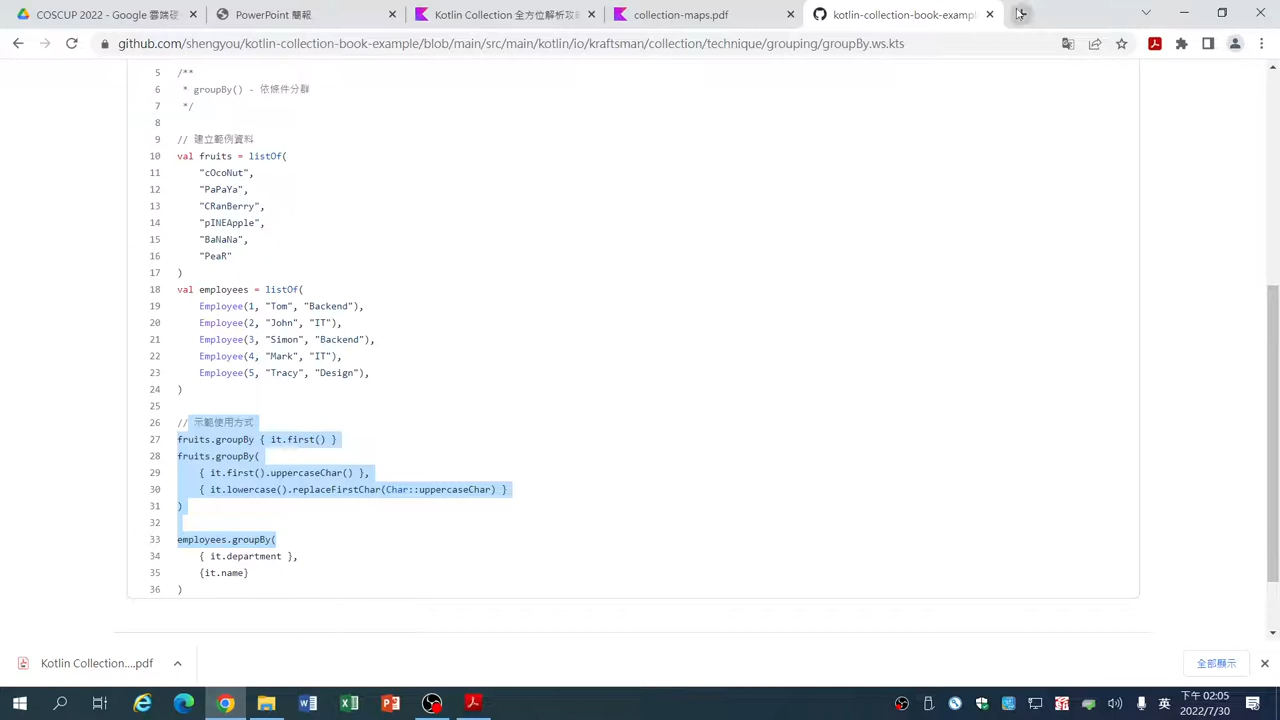 COSCUP 2022 - Google 雲端硬碟
PowerPoint 簡報
Kotlin Collection 全方位解析攻略
collection-maps.pdf
kotlin-collection-book-example
github.com/shengyou/kotlin-collection-book-example/blob/main/src/main/kotlin/io/kraftsman/collection/technique/grouping/groupBy.ws.kts
5 /**
6 * groupBy() - 依條件分群
7 */
8
9 // 建立範例資料
10 val fruits = listOf(
11 "cOcoNut",
12 "PaPaYa",
13 "CRanBerry",
14 "pINEApple",
15 "BaNaNa",
16 "PeaR"
17 )
18 val employees = listOf(
19 Employee(1, "Tom", "Backend"),
20 Employee(2, "John", "IT"),
21 Employee(3, "Simon", "Backend"),
22 Employee(4, "Mark", "IT"),
23 Employee(5, "Tracy", "Design"),
24 )
25
26 // 示範使用方式
27 fruits.groupBy { it.first() }
28 fruits.groupBy(
29 { it.first().uppercaseChar() },
30 { it.lowercase().replaceFirstChar(Char::uppercaseChar) }
31 )
32
33 employees.groupBy(
34 { it.department },
35 {it.name}
36 )
Kotlin Collection....pdf
全部顯示
英
下午 02:05
2022/7/30